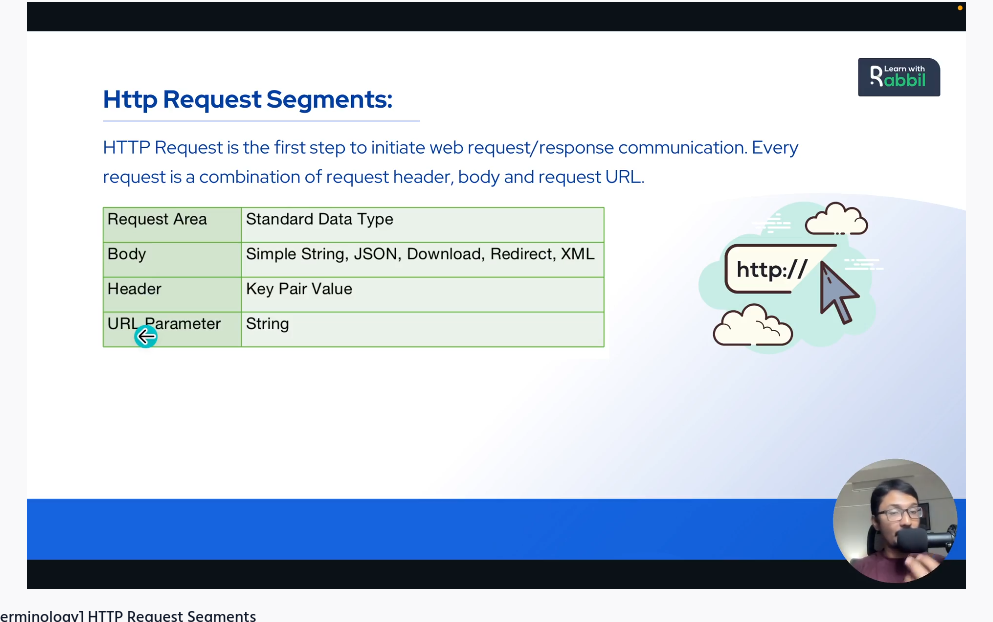 Learn with
Rabbil
Http Request Segments:
HTTP Request is the first step to initiate web request/response communication. Every
request is a combination of request header, body and request URL.
Request Area Standard Data Type
Body Simple String, JSON, Download, Redirect, XML
Header Key Pair Value
URL Parameter String
http://
erminology] HTTP Request Segments